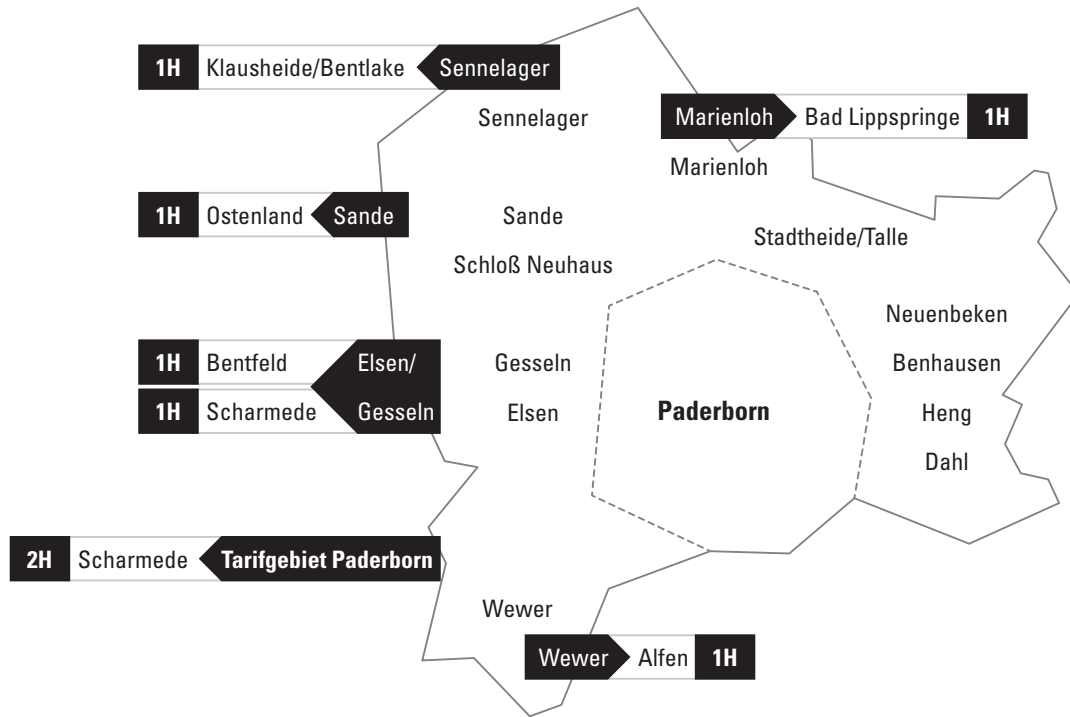 1H Klausheide/Bentlake Sennelager
Sennelager
Marienloh Bad Lippspringe 1H
Marienloh
1H Ostenland Sande
Sande
Stadtheide/Talle
Schloß Neuhaus
Neuenbeken
1H Bentfeld Elsen/
Gesseln
Benhausen
1H Scharmede Gesseln
Elsen
Paderborn
Heng
Dahl
2H Scharmede Tarifgebiet Paderborn
Wewer
Wewer Alfen 1H